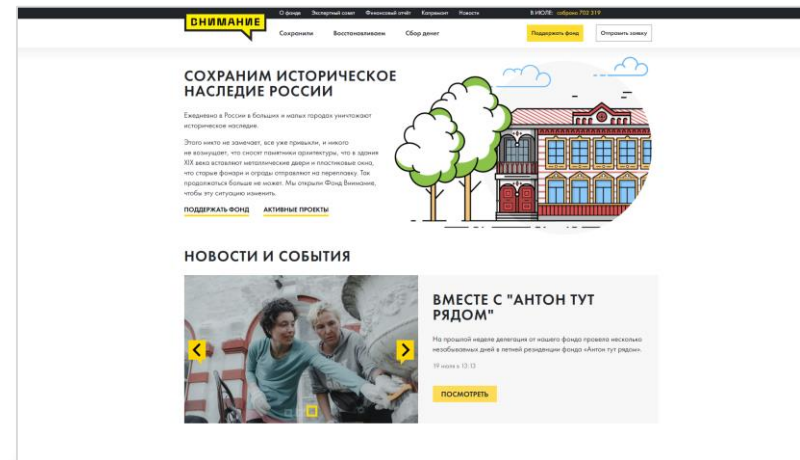 О фонде Экспертный совет Финансовый отчёт Капремонт Новости В ИЮЛЕ: собрано 702 219
ВНИМАНИЕ
Сохранили Восстанавливаем Сбор денег Поддержать фонд Отправить заявку
СОХРАНИМ ИСТОРИЧЕСКОЕ
НАСЛЕДИЕ РОССИИ
Ежедневно в России в больших и малых городах уничтожают
историческое наследие.
Этого никто не замечает, все уже привыкли, и никого
не возмущает, что сносят памятники архитектуры, что в здания
XIX века вставляют металлические двери и пластиковые окна,
что старые фонари и ограды отправляют на переплавку. Так
продолжаться больше не может. Мы открыли Фонд Внимание,
чтобы эту ситуацию изменить.
ПОДДЕРЖАТЬ ФОНД АКТИВНЫЕ ПРОЕКТЫ
НОВОСТИ И СОБЫТИЯ
ВМЕСТЕ С "АНТОН ТУТ
РЯДОМ"
На прошлой неделе делегация от нашего фонда провела несколько
незабываемых дней в летней резиденции фонда «Антон тут рядом».
19 июля в 13:13
ПОСМОТРЕТЬ